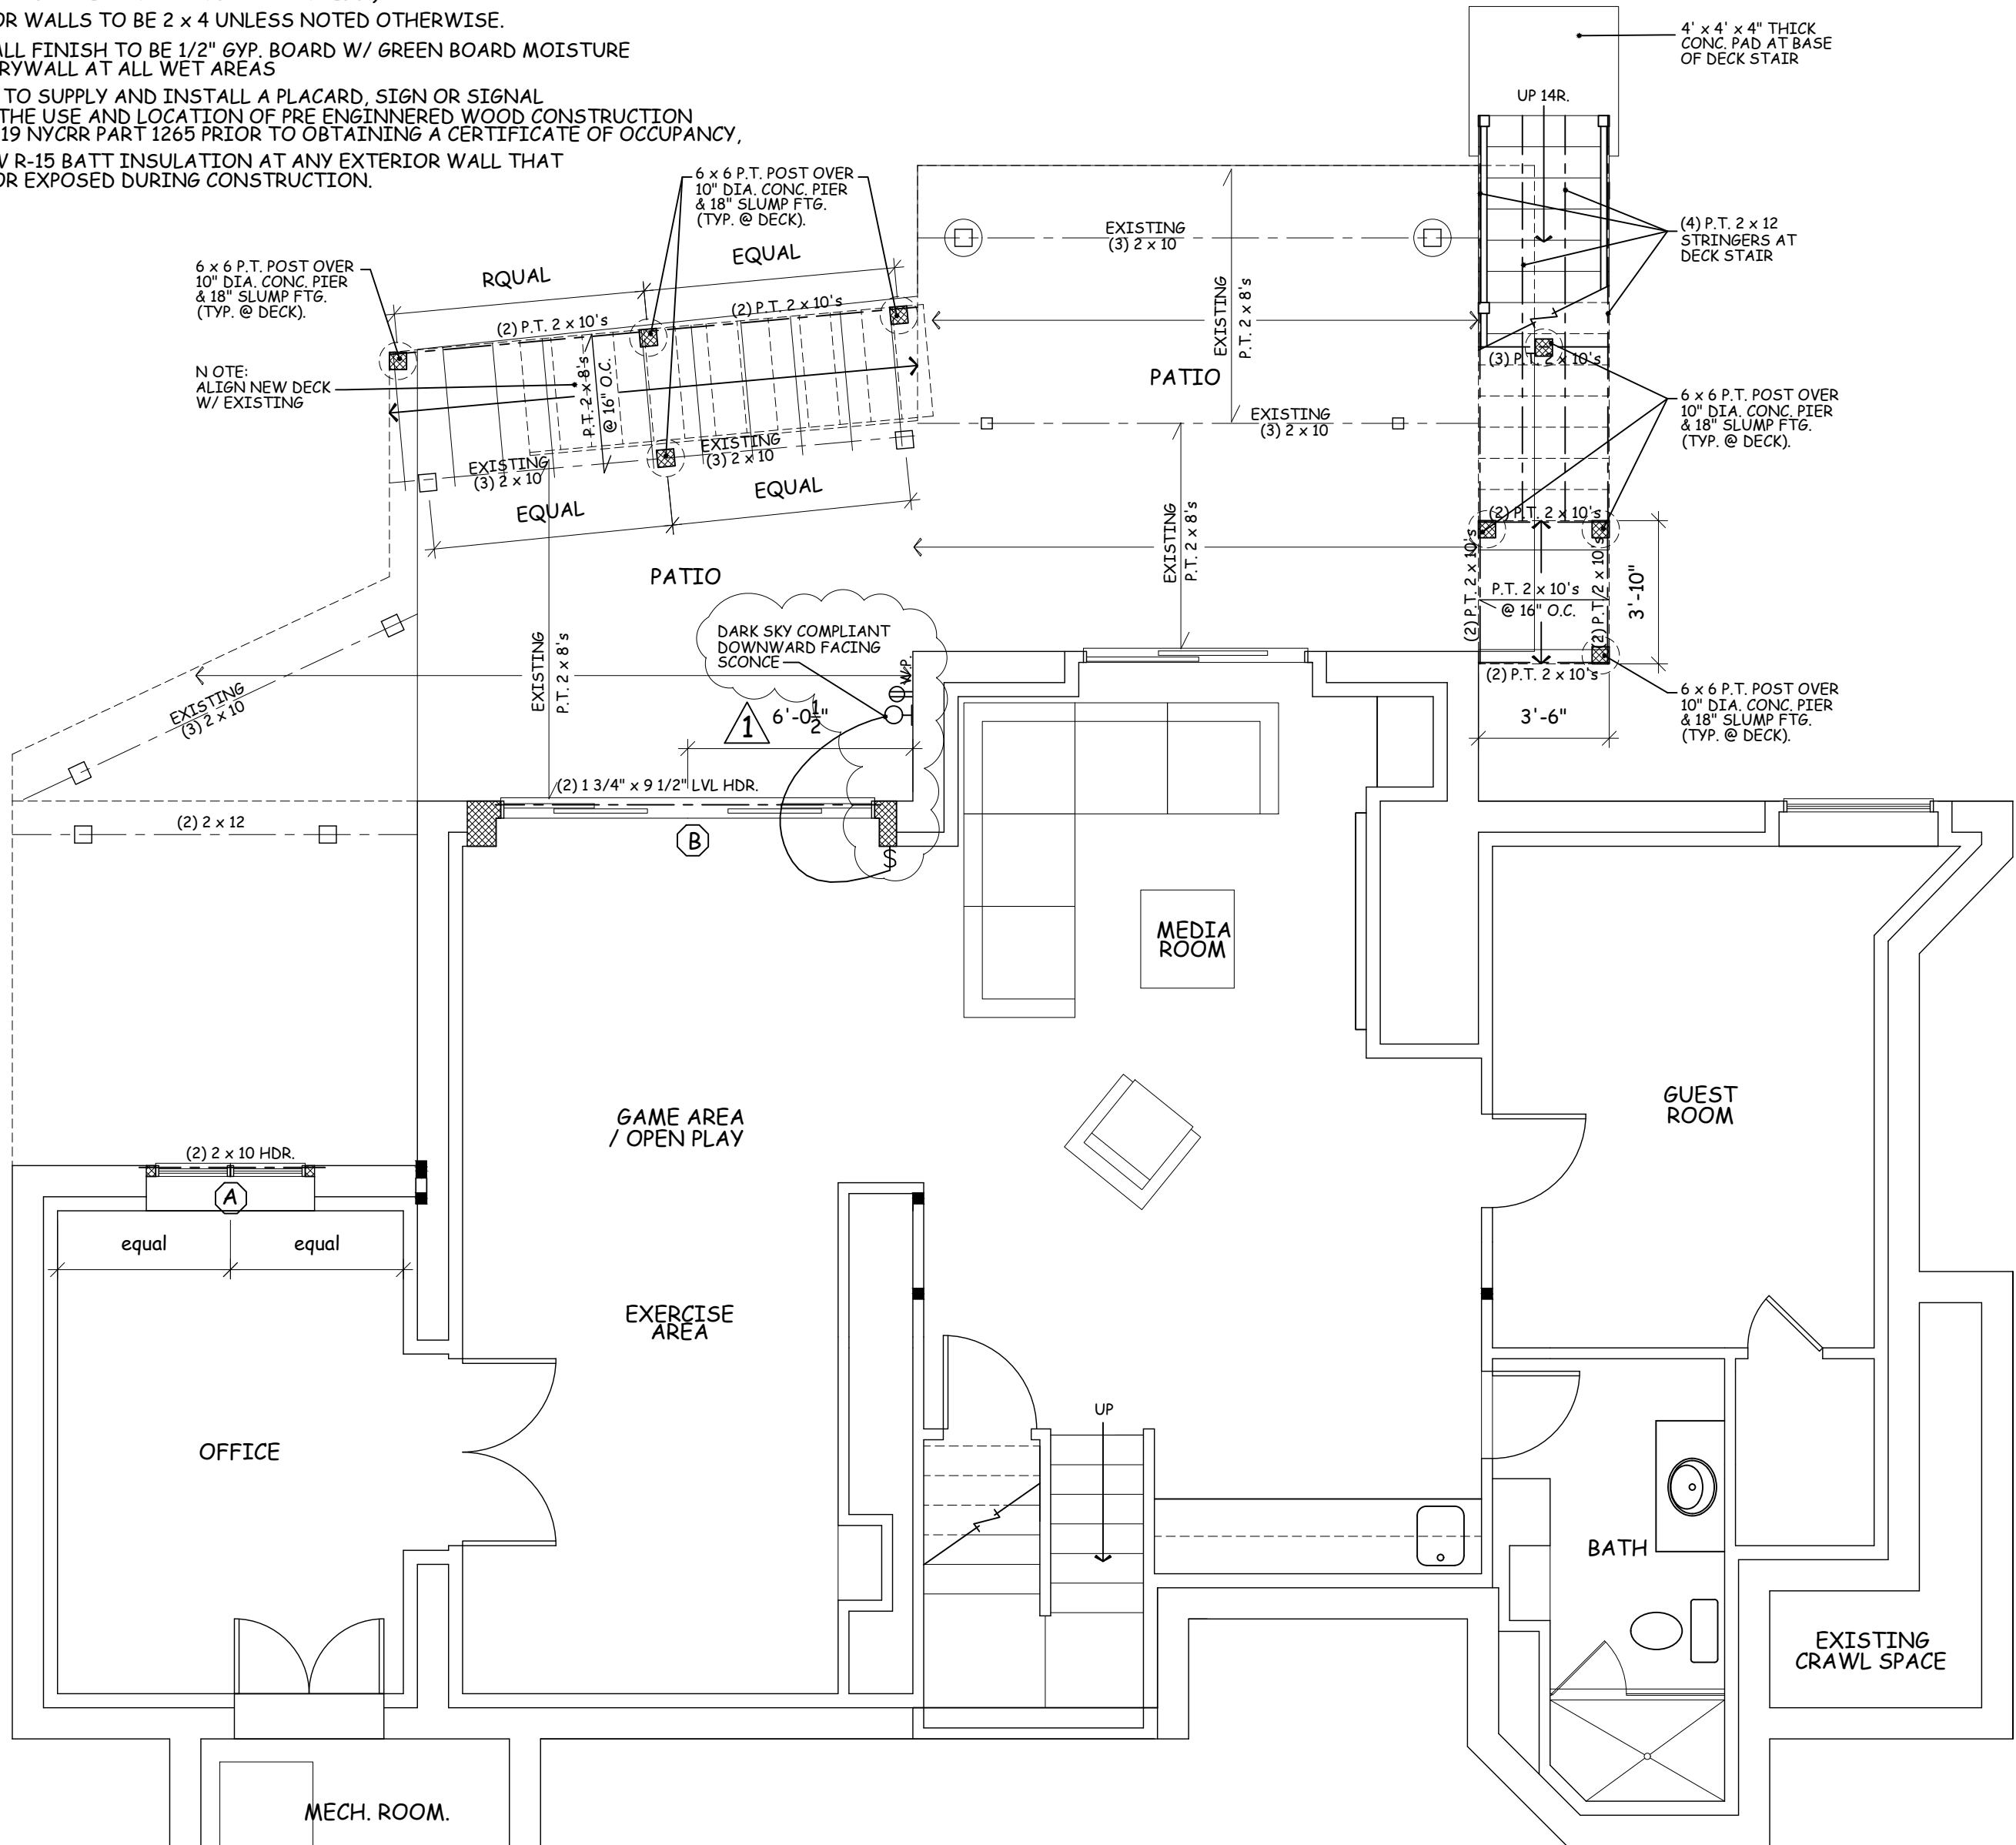 OR WALLS TO BE 2 x 4 UNLESS NOTED OTHERWISE.
ALL FINISH TO BE 1/2" GYP. BOARD W/ GREEN BOARD MOISTURE
RYWALL AT ALL WET AREAS
TO SUPPLY AND INSTALL A PLACARD, SIGN OR SIGNAL
THE USE AND LOCATION OF PRE ENGINNERED WOOD CONSTRUCTION
19 NYCRR PART 1265 PRIOR TO OBTAINING A CERTIFICATE OF OCCUPANCY,
R-15 BATT INSULATION AT ANY EXTERIOR WALL THAT
OR EXPOSED DURING CONSTRUCTION.
4' x 4' x 4" THICK
CONC. PAD AT BASE
OF DECK STAIR
UP 14R.
6 x 6 P.T. POST OVER
10" DIA. CONC. PIER
& 18" SLUMP FTG.
(TYP. @ DECK).
(4) P.T. 2 x 12
STRINGERS AT
DECK STAIR
EXISTING
(3) 2 x 10
6 x 6 P.T. POST OVER
10" DIA. CONC. PIER
& 18" SLUMP FTG.
(TYP. @ DECK).
RQUAL
EQUAL
(2) P.T. 2 x 10's
(2) P.T. 2 x 10's
EXISTING
P.T. 2 x 8's
N OTE:
ALIGN NEW DECK
W/ EXISTING
P.T. 2 x 8's
@ 16" O.C.
PATIO
(3) P.T. 2 x 10's
6 x 6 P.T. POST OVER
10" DIA. CONC. PIER
& 18" SLUMP FTG.
(TYP. @ DECK).
EXISTING
(3) 2 x 10
EXISTING
(3) 2 x 10
EXISTING
(3) 2 x 10
EQUAL
EQUAL
EXISTING
P.T. 2 x 8's
(2) P.T. 2 x 10's
(2) P.T. 2 x 10's
P.T. 2 x 10's
@ 16" O.C.
(2) P.T. 2 x 10's
3'-10"
(2) P.T. 2 x 10's
3'-6"
6 x 6 P.T. POST OVER
10" DIA. CONC. PIER
& 18" SLUMP FTG.
(TYP. @ DECK).
PATIO
DARK SKY COMPLIANT
DOWNWARD FACING
SCONCE
W.P.
EXISTING
P.T. 2 x 8's
EXISTING
(3) 2 x 10
1
6'-0 1/2"
(2) 1 3/4" x 9 1/2" LVL HDR.
(2) 2 x 12
B
S
MEDIA
ROOM
GUEST
ROOM
GAME AREA
/ OPEN PLAY
(2) 2 x 10 HDR.
A
equal
equal
EXERCISE
AREA
UP
OFFICE
BATH
EXISTING
CRAWL SPACE
MECH. ROOM.